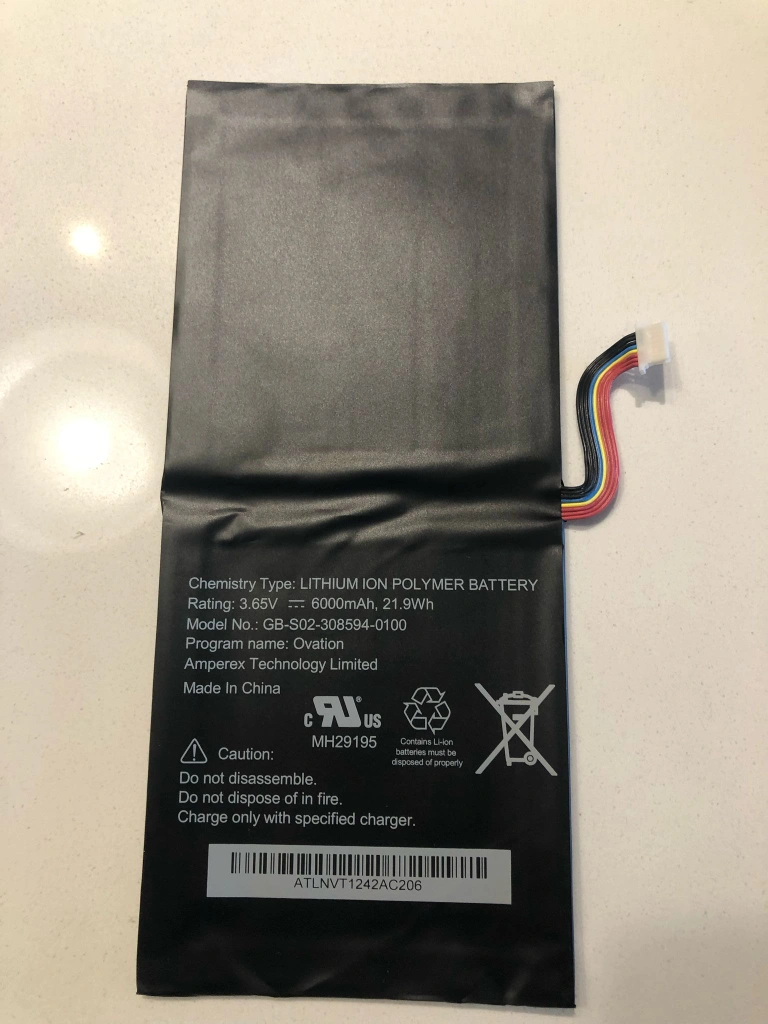 Chemistry Type: LITHIUM ION POLYMER BATTERY
Rating: 3.65V ⎓ 6000mAh, 21.9Wh
Model No.: GB-S02-308594-0100
Program name: Ovation
Amperex Technology Limited
Made In China
c RU ® US
MH29195
Contains Li-ion
batteries must be
disposed of properly
Caution:
Do not disassemble.
Do not dispose of in fire.
Charge only with specified charger.
ATLNVT1242AC206